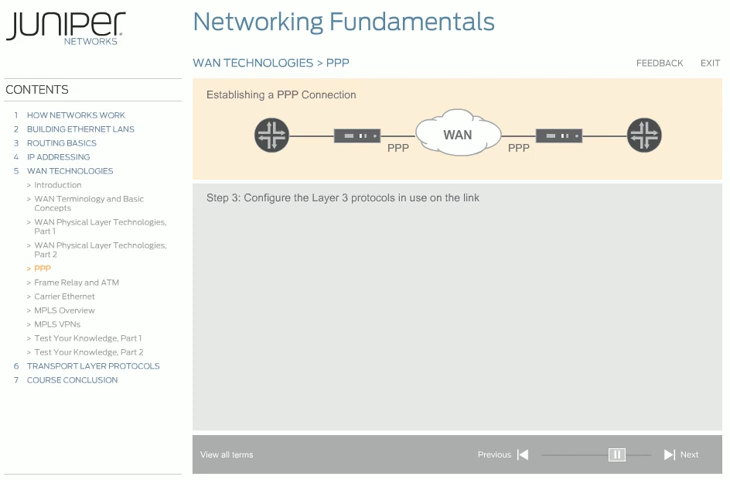 JUNIPER
NETWORKS
Networking Fundamentals
WAN TECHNOLOGIES > PPP
FEEDBACK
EXIT
CONTENTS
1 HOW NETWORKS WORK
2 BUILDING ETHERNET LANS
3 ROUTING BASICS
4 IP ADDRESSING
5 WAN TECHNOLOGIES
> Introduction
> WAN Terminology and Basic
Concepts
> WAN Physical Layer Technologies,
Part 1
> WAN Physical Layer Technologies,
Part 2
> PPP
> Frame Relay and ATM
> Carrier Ethernet
> MPLS Overview
> MPLS VPNs
> Test Your Knowledge, Part 1
> Test Your Knowledge, Part 2
6 TRANSPORT LAYER PROTOCOLS
7 COURSE CONCLUSION
Establishing a PPP Connection
WAN
PPP
PPP
Step 3: Configure the Layer 3 protocols in use on the link
View all terms
Previous
Next